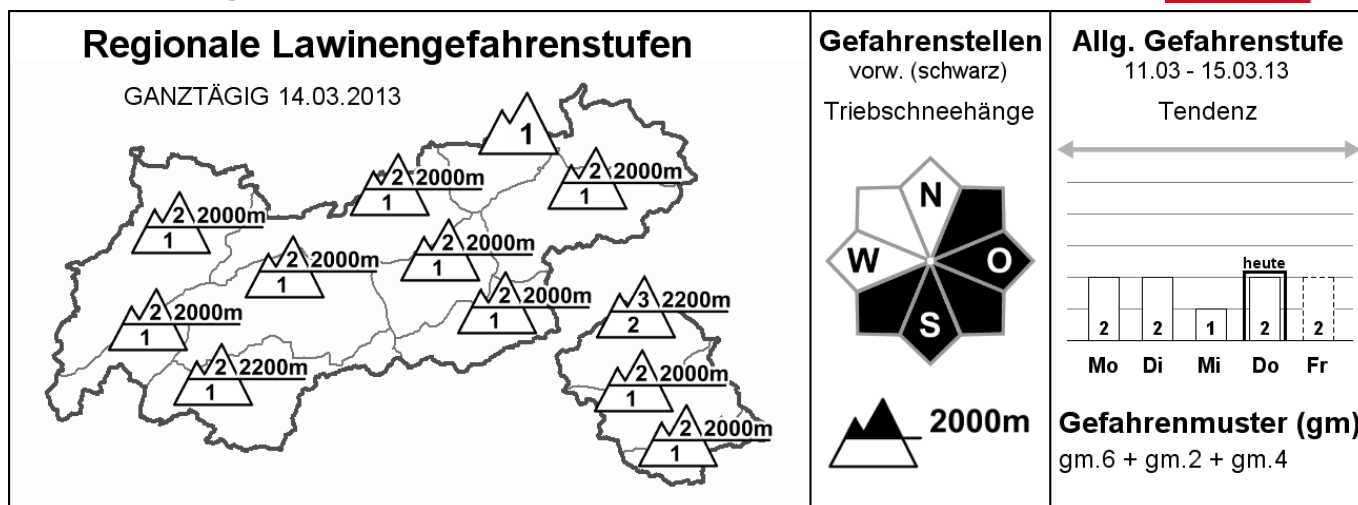 Regionale Lawinengefahrenstufen
GANZTÄGIG 14.03.2013
1
2 2000m
1
2 2000m
1
2 2000m
1
2 2000m
1
2 2000m
1
2 2000m
1
2 2000m
1
2 2200m
1
3 2200m
2
2 2000m
1
2 2000m
1
Gefahrenstellen
vorw. (schwarz)
Triebschneehänge
N
W
O
S
2000m
Allg. Gefahrenstufe
11.03 - 15.03.13
Tendenz
heute
2 2 1 2 2
Mo Di Mi Do Fr
Gefahrenmuster (gm)
gm.6 + gm.2 + gm.4